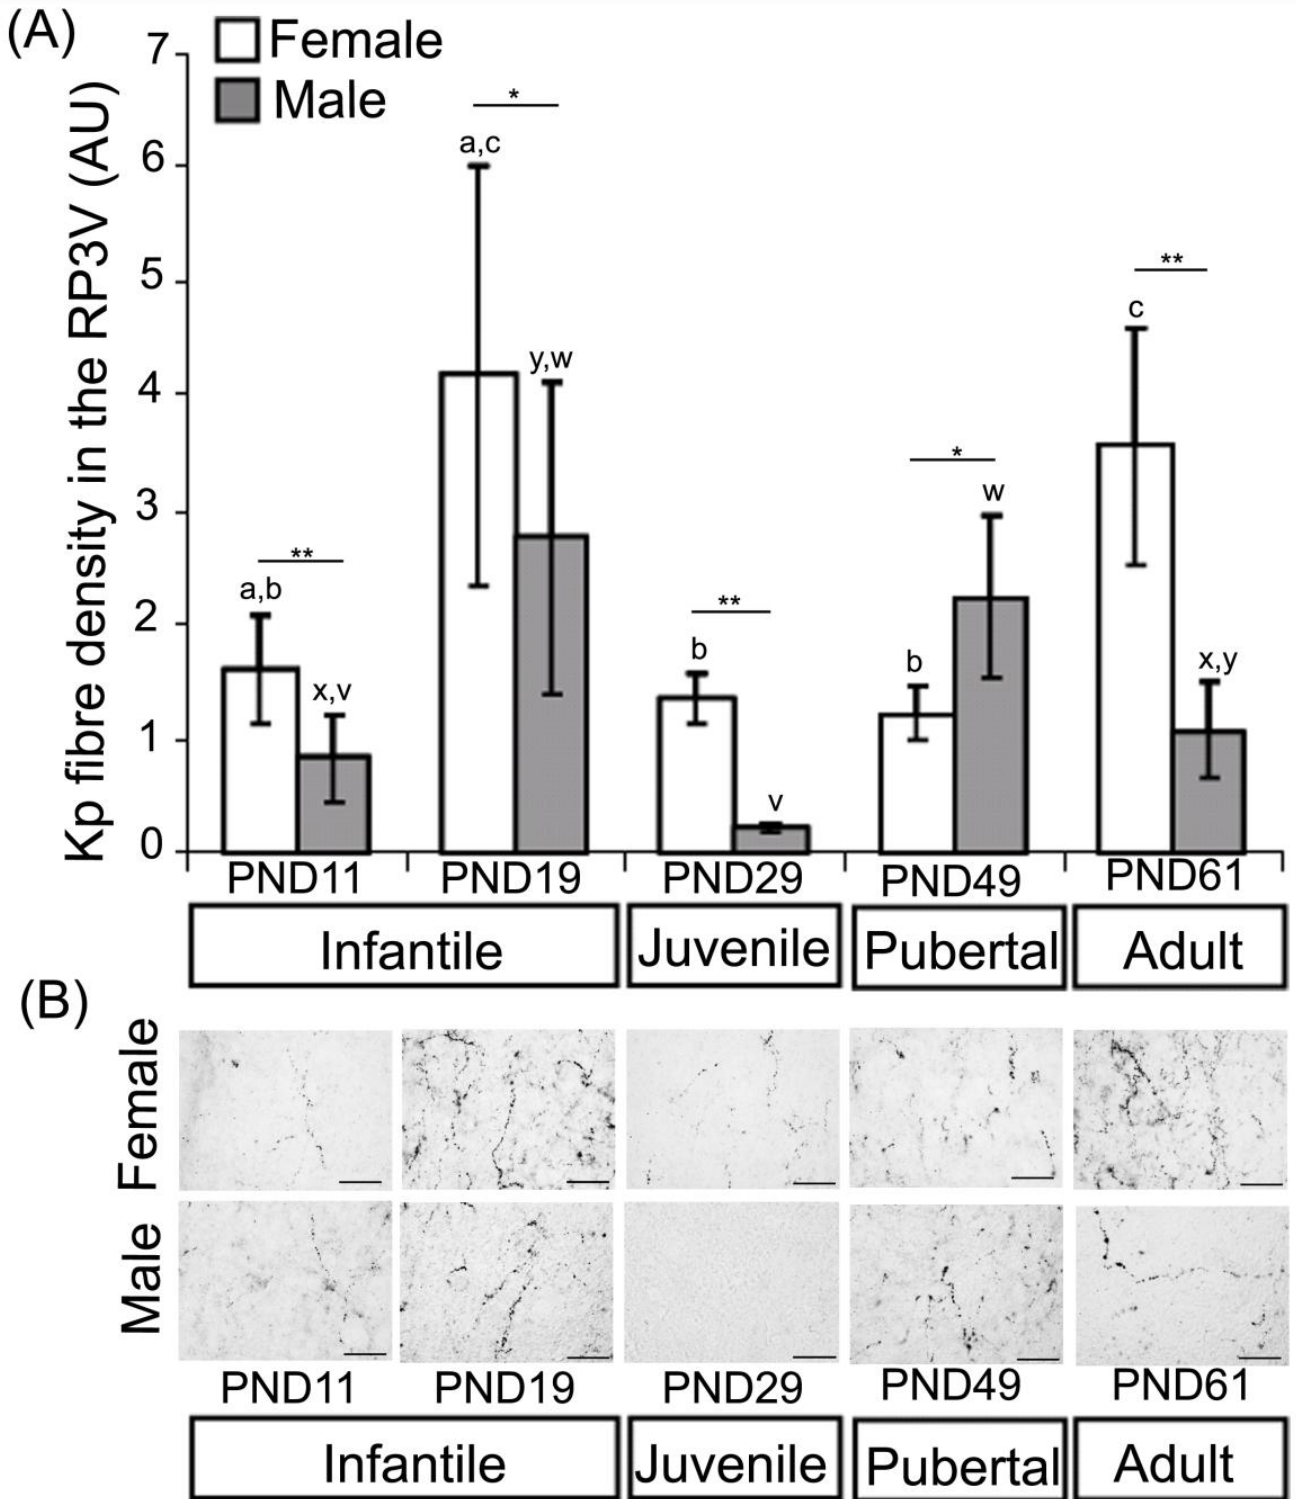 (A)
Female
Male
Kp fibre density in the RP3V (AU)
7
6
5
4
3
2
1
0
**
a,b
x,v
*
a,c
y,w
**
b
v
*
b
w
**
c
x,y
PND11 PND19 PND29 PND49 PND61
Infantile Juvenile Pubertal Adult
(B)
Female
Male
PND11 PND19 PND29 PND49 PND61
Infantile Juvenile Pubertal Adult